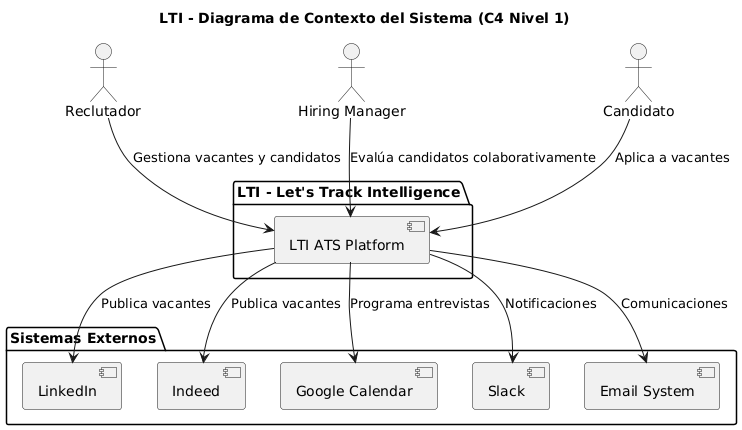 LTI - Diagrama de Contexto del Sistema (C4 Nivel 1)
Reclutador
Hiring Manager
Candidato
Gestiona vacantes y candidatos
Evalúa candidatos colaborativamente
Aplica a vacantes
LTI - Let's Track Intelligence
LTI ATS Platform
Publica vacantes
Publica vacantes
Programa entrevistas
Notificaciones
Comunicaciones
Sistemas Externos
LinkedIn
Indeed
Google Calendar
Slack
Email System